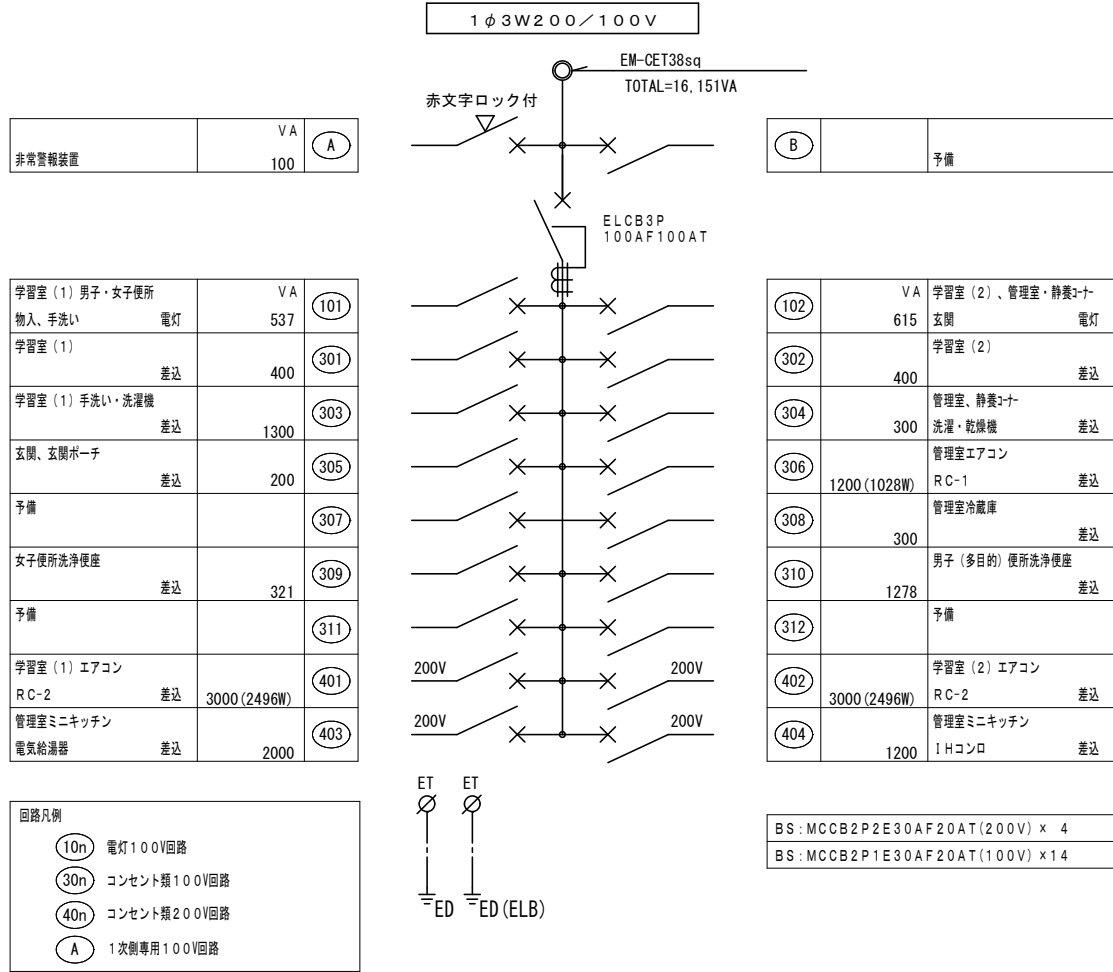 1φ3W200／100V
EM-CET38sq
TOTAL=16,151VA
赤文字ロック付
VA
非常警報装置 100 A
B 予備
ELCB3P
100AF100AT
学習室（1）男子・女子便所 VA
物入、手洗い 電灯 537 101
学習室（1）
差込 400 301
学習室（1）手洗い・洗濯機
差込 1300 303
玄関、玄関ポーチ
差込 200 305
予備
307
女子便所洗浄便座
差込 321 309
予備
311
学習室（1）エアコン
RC-2 差込 3000(2496W) 401
管理室ミニキッチン
電気給湯器 差込 2000 403
200V
200V
200V
200V
102 VA 学習室（2）、管理室・静養ｺｰﾅｰ
615 玄関 電灯
302 学習室（2）
400 差込
304 管理室、静養ｺｰﾅｰ
300 洗濯・乾燥機 差込
306 管理室エアコン
1200(1028W) RC-1 差込
308 管理室冷蔵庫
300 差込
310 男子（多目的）便所洗浄便座
1278 差込
312 予備
402 学習室（2）エアコン
3000(2496W) RC-2 差込
404 管理室ミニキッチン
1200 IHコンロ 差込
回路凡例
10n 電灯100V回路
30n コンセント類100V回路
40n コンセント類200V回路
A 1次側専用100V回路
ET ET
ED ED(ELB)
BS:MCCB2P2E30AF20AT(200V)× 4
BS:MCCB2P1E30AF20AT(100V)×14